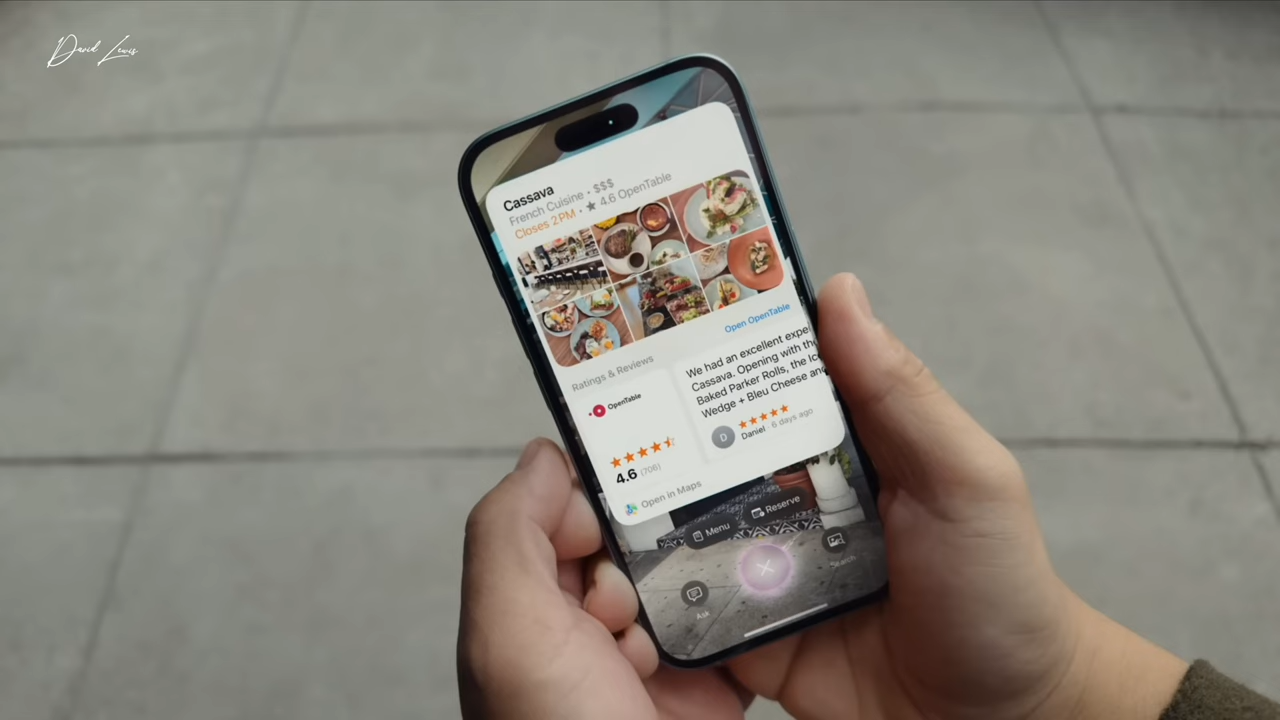 David Lewis
Cassava
French Cuisine · $$$
Closes 2 PM · ★ 4.6 OpenTable
Open OpenTable
Ratings & Reviews
OpenTable
4.6 (706)
We had an excellent expe
Cassava. Opening with th
Baked Parker Rolls, the Ic
Wedge + Bleu Cheese and
D
Daniel · 6 days ago
Open in Maps
Menu
Reserve
Ask
Search